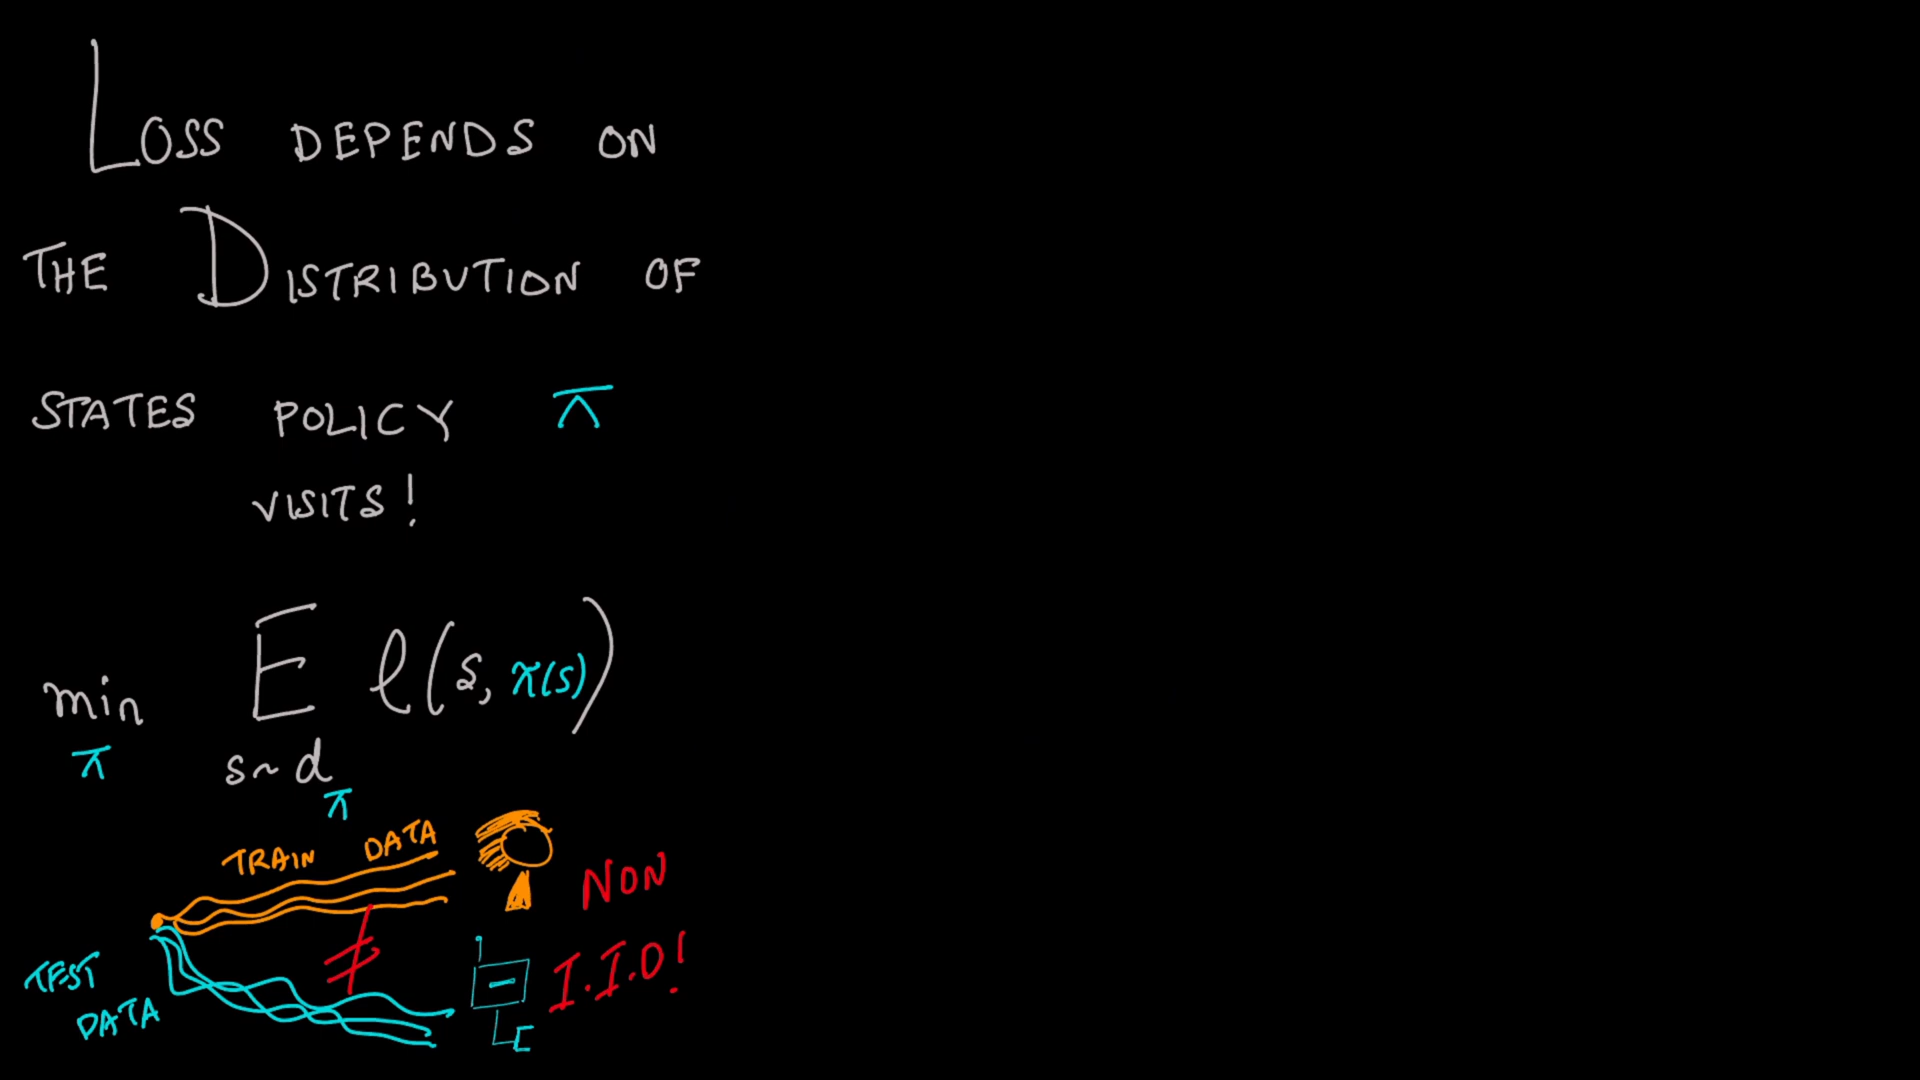 LOSS DEPENDS ON
THE DISTRIBUTION OF
STATES POLICY π
VISITS!
min E ℓ(s, π(s))
π s~d
π
TRAIN DATA
NON
≠
I.I.D!
TEST
DATA